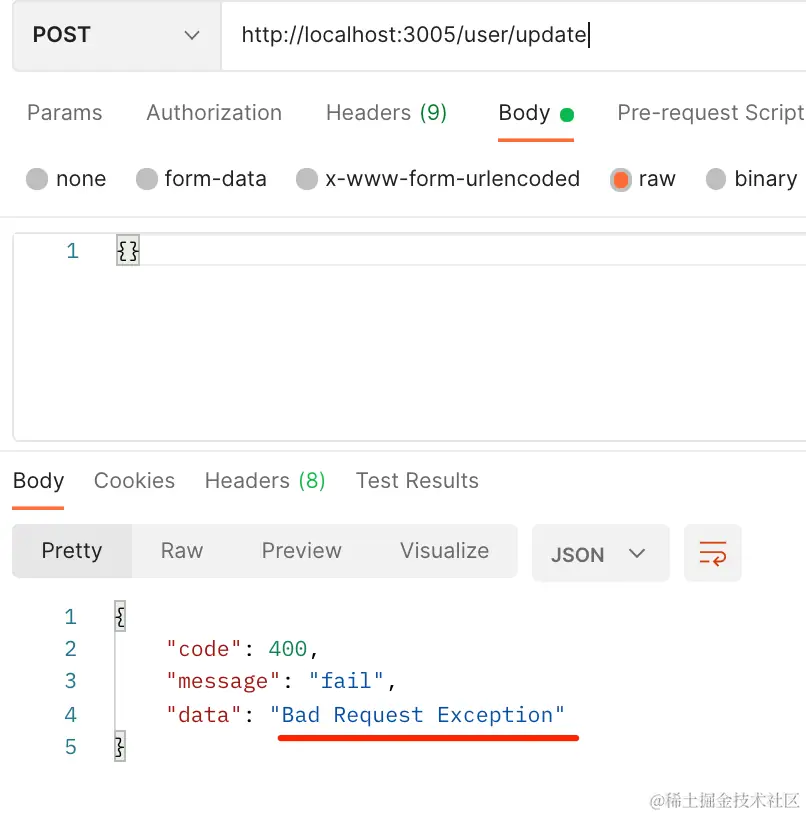 POST http://localhost:3005/user/update
Params Authorization Headers (9) Body Pre-request Script
none form-data x-www-form-urlencoded raw binary
1 {}
Body Cookies Headers (8) Test Results
Pretty Raw Preview Visualize JSON
1 {
2 "code": 400,
3 "message": "fail",
4 "data": "Bad Request Exception"
5 }
@稀土掘金技术社区